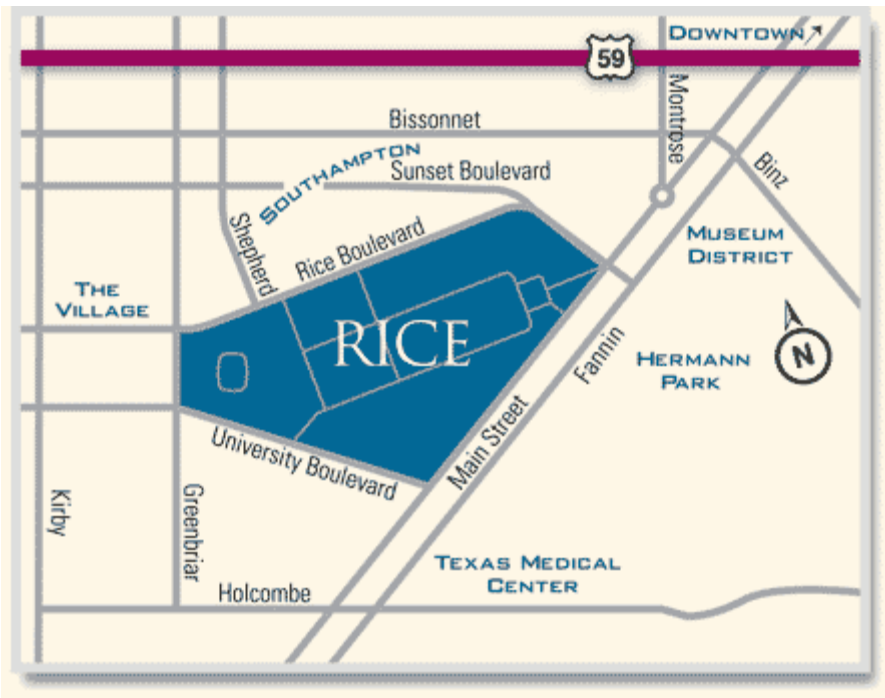 DOWNTOWN
59
Montrose
Bissonnet
SOUTHAMPTON
Sunset Boulevard
Binz
Shepherd
Rice Boulevard
MUSEUM
DISTRICT
THE
VILLAGE
RICE
Fannin
HERMANN
PARK
N
Main Street
University Boulevard
Kirby
Greenbriar
TEXAS MEDICAL
CENTER
Holcombe